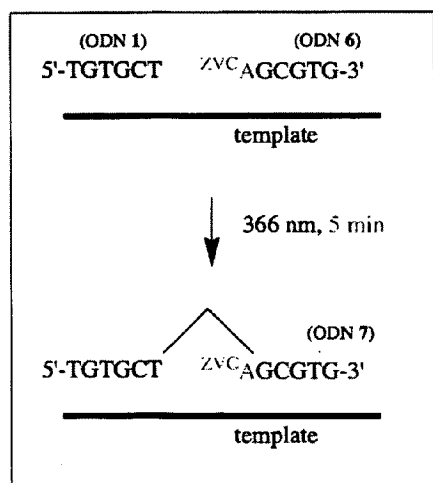 (ODN 1) (ODN 6)
5'-TGTGCT ZVCAGCGTG-3'
template
366 nm, 5 min
(ODN 7)
5'-TGTGCT ZVCAGCGTG-3'
template